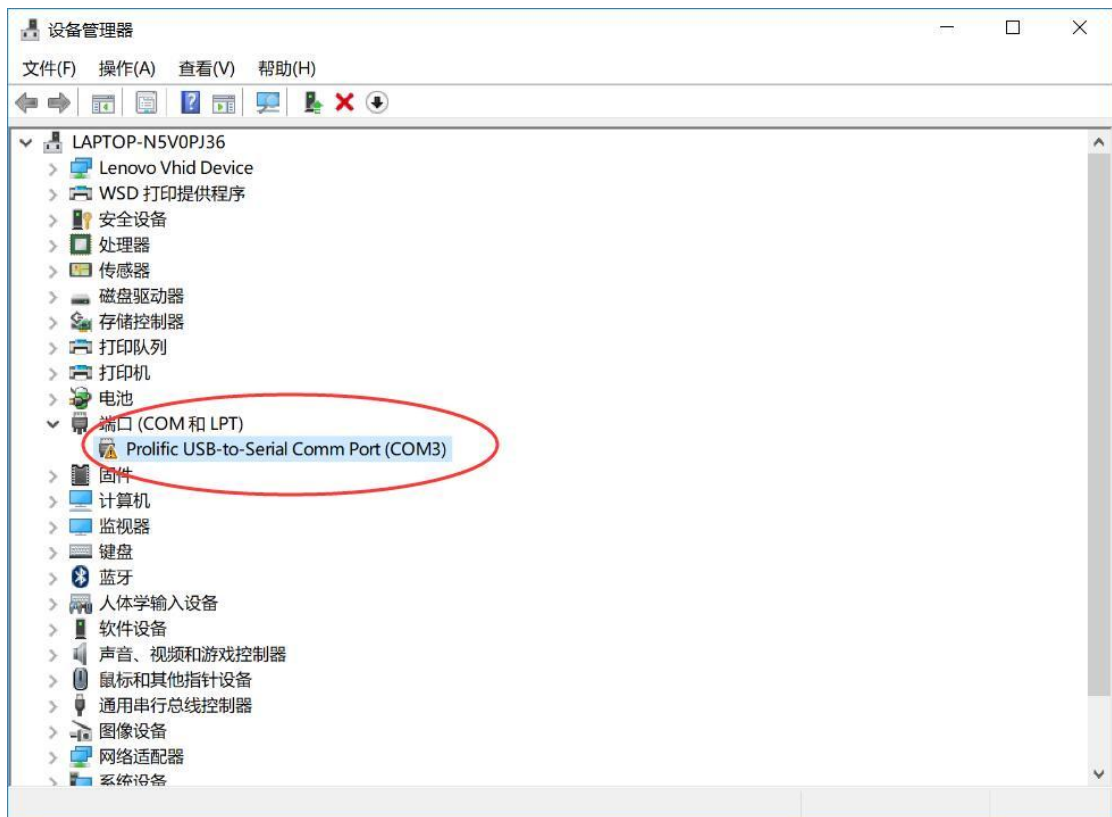 设备管理器
文件(F) 操作(A) 查看(V) 帮助(H)
LAPTOP-N5V0PJ36
Lenovo Vhid Device
WSD 打印提供程序
安全设备
处理器
传感器
磁盘驱动器
存储控制器
打印队列
打印机
电池
端口 (COM 和 LPT)
Prolific USB-to-Serial Comm Port (COM3)
固件
计算机
监视器
键盘
蓝牙
人体学输入设备
软件设备
声音、视频和游戏控制器
鼠标和其他指针设备
通用串行总线控制器
图像设备
网络适配器
系统设备